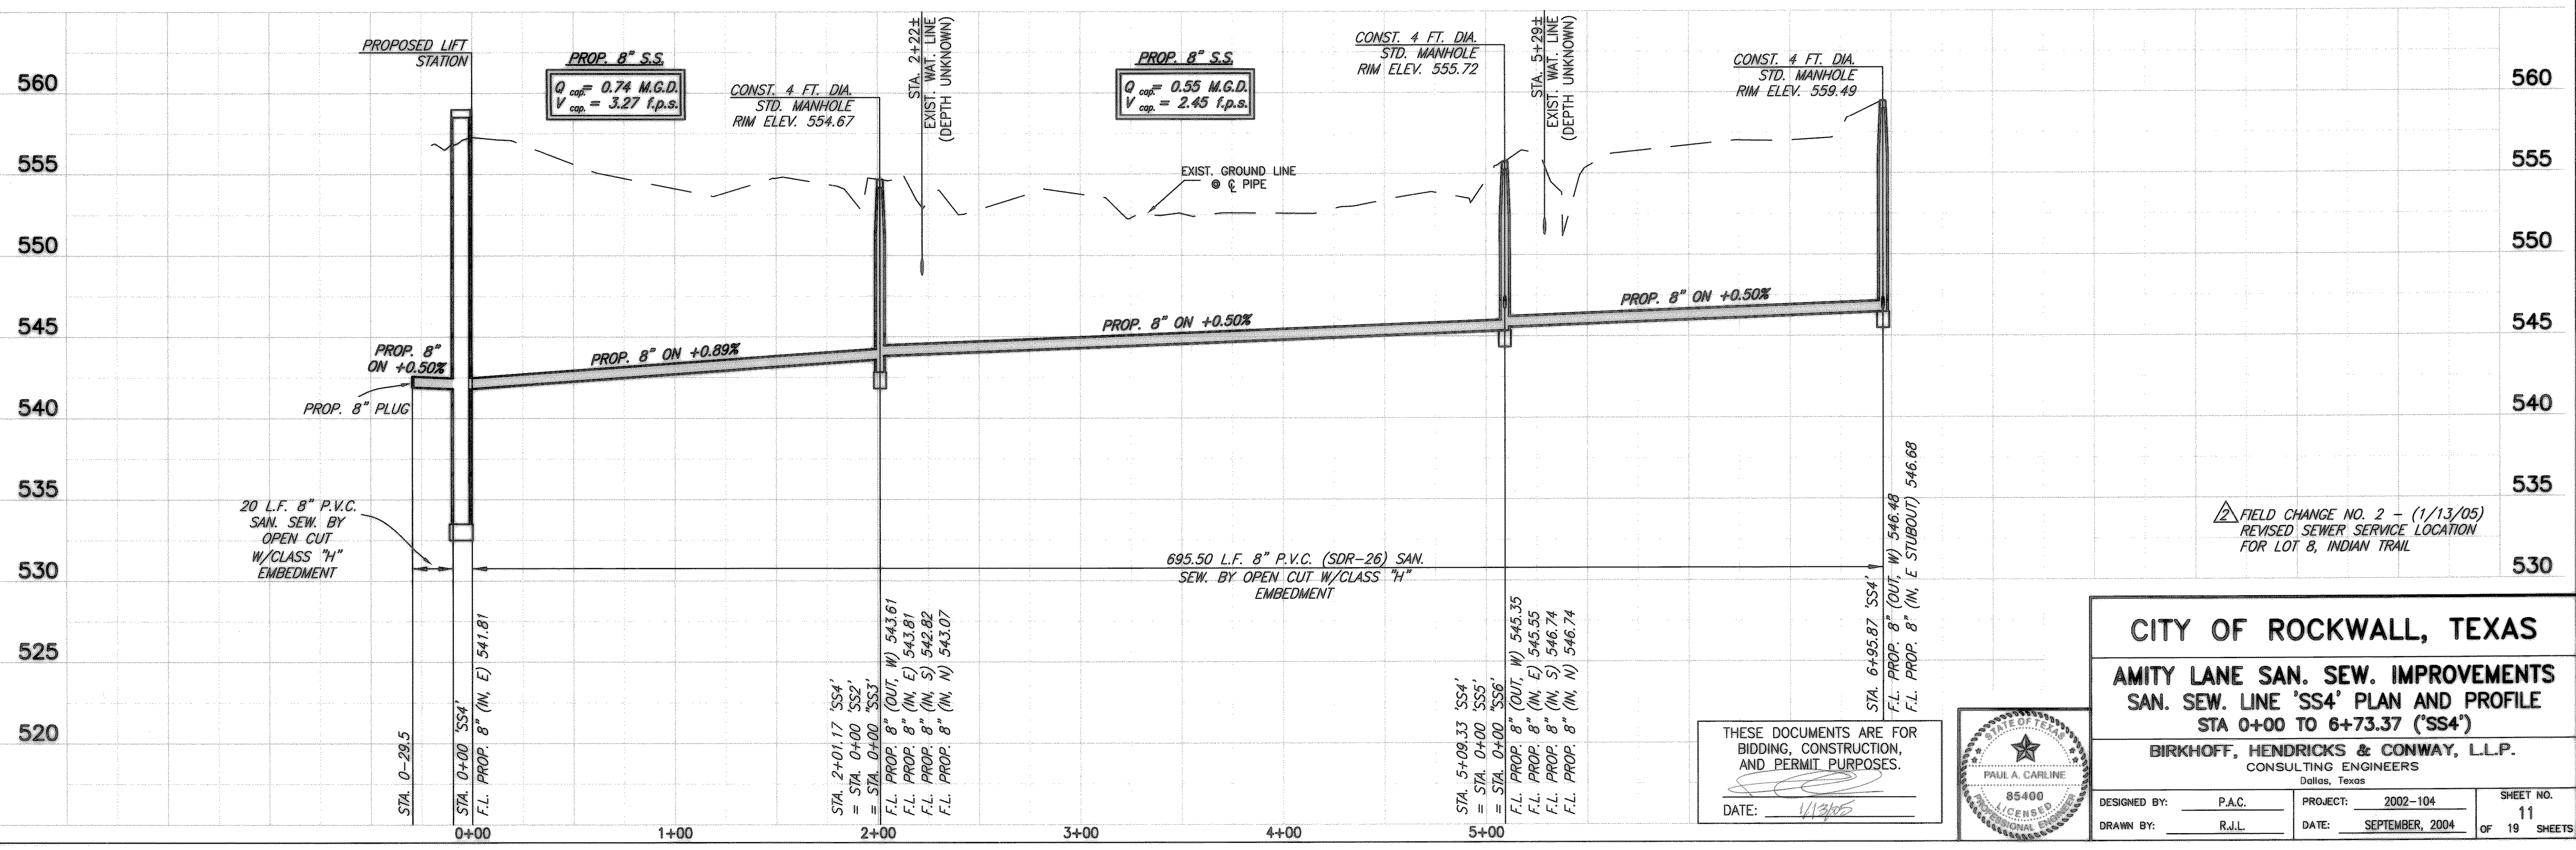 560
555
550
545
540
535
530
525
520
PROPOSED LIFT
STATION
PROP. 8" S.S.
Q cap.= 0.74 M.G.D.
V cap. = 3.27 f.p.s.
CONST. 4 FT. DIA.
STD. MANHOLE
RIM ELEV. 554.67
STA. 2+22±
EXIST. WAT. LINE
(DEPTH UNKNOWN)
PROP. 8" S.S.
Q cap.= 0.55 M.G.D.
V cap. = 2.45 f.p.s.
EXIST. GROUND LINE
@ ℄ PIPE
CONST. 4 FT. DIA.
STD. MANHOLE
RIM ELEV. 555.72
STA. 5+29±
EXIST. WAT. LINE
(DEPTH UNKNOWN)
CONST. 4 FT. DIA.
STD. MANHOLE
RIM ELEV. 559.49
560
555
550
545
540
535
530
PROP. 8"
ON +0.50%
PROP. 8" PLUG
PROP. 8" ON +0.89%
PROP. 8" ON +0.50%
PROP. 8" ON +0.50%
20 L.F. 8" P.V.C.
SAN. SEW. BY
OPEN CUT
W/CLASS "H"
EMBEDMENT
695.50 L.F. 8" P.V.C. (SDR-26) SAN.
SEW. BY OPEN CUT W/CLASS "H"
EMBEDMENT
STA. 0-29.5
STA. 0+00 'SS4'
F.L. PROP. 8" (IN, E) 541.81
STA. 2+01.17 'SS4'
= STA. 0+00 'SS2'
= STA. 0+00 "SS3'
F.L. PROP. 8" (OUT, W) 543.61
F.L. PROP. 8" (IN, E) 543.81
F.L. PROP. 8" (IN, S) 542.82
F.L. PROP. 8" (IN, N) 543.07
STA. 5+09.33 'SS4'
= STA. 0+00 'SS5'
= STA. 0+00 "SS6'
F.L. PROP. 8" (OUT, W) 545.35
F.L. PROP. 8" (IN, E) 545.55
F.L. PROP. 8" (IN, S) 546.74
F.L. PROP. 8" (IN, N) 546.74
STA. 6+95.87 'SS4'
F.L. PROP. 8" (OUT, W) 546.48
F.L. PROP. 8" (IN, E STUBOUT) 546.68
0+00
1+00
2+00
3+00
4+00
5+00
2 FIELD CHANGE NO. 2 - (1/13/05)
REVISED SEWER SERVICE LOCATION
FOR LOT 8, INDIAN TRAIL
THESE DOCUMENTS ARE FOR
BIDDING, CONSTRUCTION,
AND PERMIT PURPOSES.
DATE: 1/13/05
STATE OF TEXAS
PAUL A. CARLINE
85400
LICENSED
PROFESSIONAL ENGINEER
CITY OF ROCKWALL, TEXAS
AMITY LANE SAN. SEW. IMPROVEMENTS
SAN. SEW. LINE 'SS4' PLAN AND PROFILE
STA 0+00 TO 6+73.37 ('SS4')
BIRKHOFF, HENDRICKS & CONWAY, L.L.P.
CONSULTING ENGINEERS
Dallas, Texas
DESIGNED BY: P.A.C.
DRAWN BY: R.J.L.
PROJECT: 2002-104
DATE: SEPTEMBER, 2004
SHEET NO.
11
OF 19 SHEETS